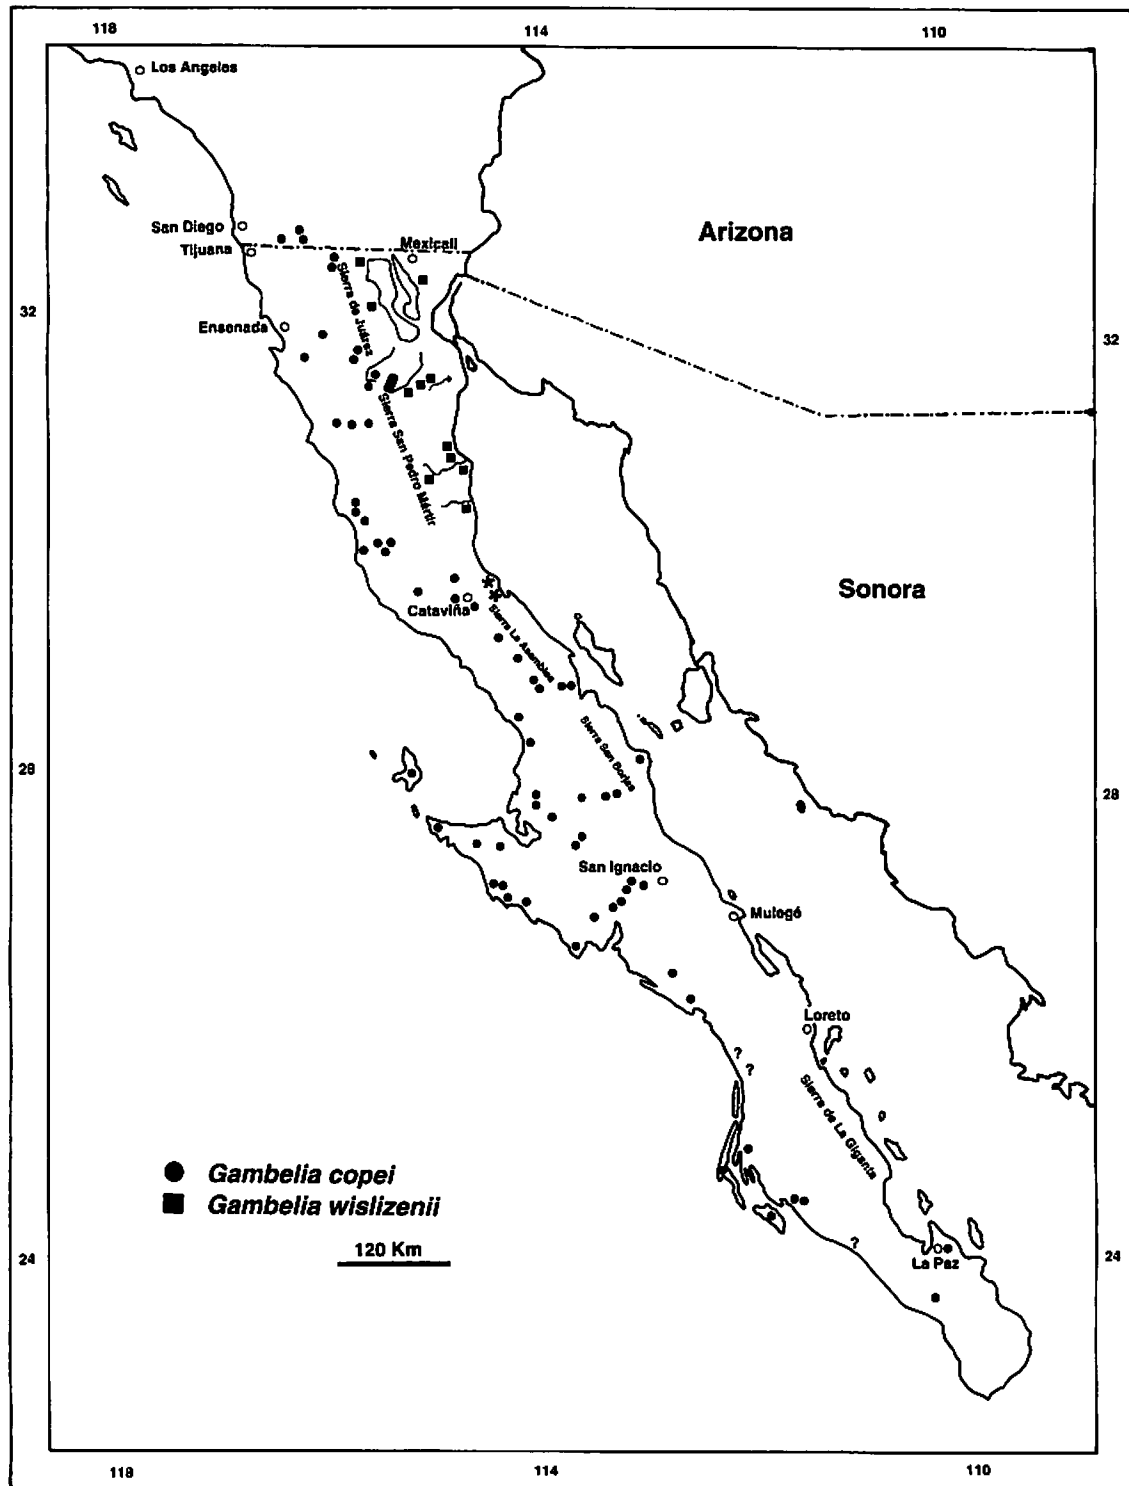 118 114 110
Los Angeles
San Diego
Tijuana
Mexicali
Arizona
Sierra de Juárez
32
Ensenada
32
Sierra San Pedro Mártir
Sonora
Cataviña
Sierra La Asamblea
Sierra San Borjas
28
28
San Ignacio
Mulegé
Loreto
?
?
Sierra de La Giganta
Gambelia copei
Gambelia wislizenii
?
120 Km
24
La Paz
24
118 114 110